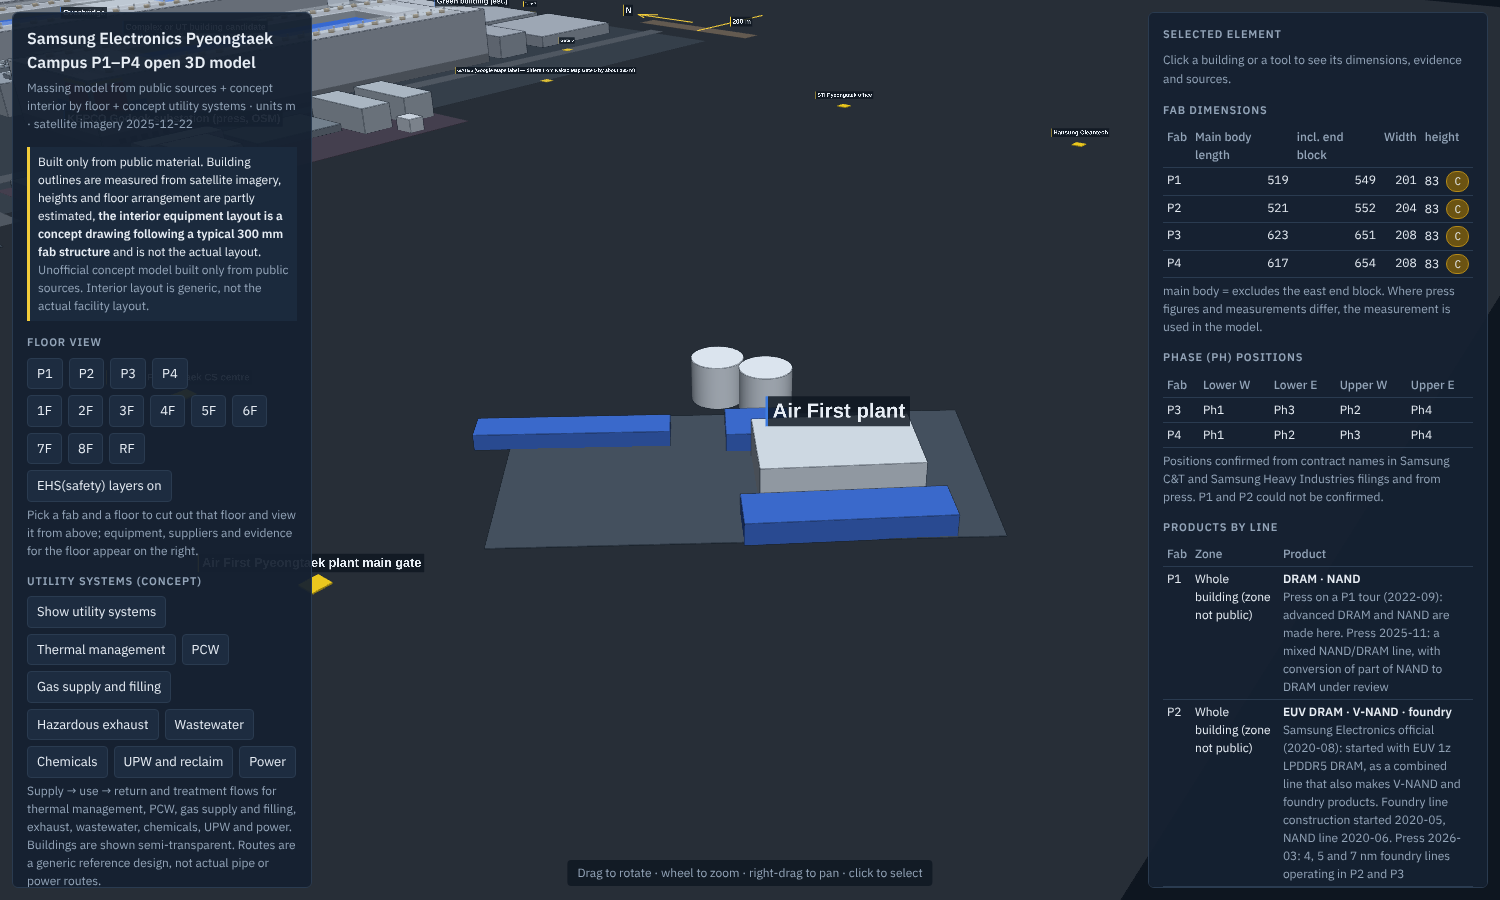 Samsung Electronics Pyeongtaek
Campus P1–P4 open 3D model
Massing model from public sources + concept
interior by floor + concept utility systems · units m
· satellite imagery 2025-12-22
Built only from public material. Building
outlines are measured from satellite imagery,
heights and floor arrangement are partly
estimated, the interior equipment layout is a
concept drawing following a typical 300 mm
fab structure and is not the actual layout.
Unofficial concept model built only from public
sources. Interior layout is generic, not the
actual facility layout.
FLOOR VIEW
P1 P2 P3 P4
1F 2F 3F 4F 5F 6F
7F 8F RF
EHS(safety) layers on
Pick a fab and a floor to cut out that floor and view
it from above; equipment, suppliers and evidence
for the floor appear on the right.
UTILITY SYSTEMS (CONCEPT)
Show utility systems
Thermal management PCW
Gas supply and filling
Hazardous exhaust Wastewater
Chemicals UPW and reclaim Power
Supply → use → return and treatment flows for
thermal management, PCW, gas supply and filling,
exhaust, wastewater, chemicals, UPW and power.
Buildings are shown semi-transparent. Routes are
a generic reference design, not actual pipe or
power routes.
Green building (est.)
N
200 m
STI Pyeongtaek office
Hansung Cleantech
Air First plant
Air First Pyeongtaek plant main gate
Drag to rotate · wheel to zoom · right-drag to pan · click to select
SELECTED ELEMENT
Click a building or a tool to see its dimensions, evidence
and sources.
FAB DIMENSIONS
Fab Main body length incl. end block Width height
P1 519 549 201 83 C
P2 521 552 204 83 C
P3 623 651 208 83 C
P4 617 654 208 83 C
main body = excludes the east end block. Where press
figures and measurements differ, the measurement is
used in the model.
PHASE (PH) POSITIONS
Fab Lower W Lower E Upper W Upper E
P3 Ph1 Ph3 Ph2 Ph4
P4 Ph1 Ph2 Ph3 Ph4
Positions confirmed from contract names in Samsung
C&T and Samsung Heavy Industries filings and from
press. P1 and P2 could not be confirmed.
PRODUCTS BY LINE
Fab Zone Product
P1 Whole building (zone not public) DRAM · NAND
Press on a P1 tour (2022-09):
advanced DRAM and NAND are
made here. Press 2025-11: a
mixed NAND/DRAM line, with
conversion of part of NAND to
DRAM under review
P2 Whole building (zone not public) EUV DRAM · V-NAND · foundry
Samsung Electronics official
(2020-08): started with EUV 1z
LPDDR5 DRAM, as a combined
line that also makes V-NAND and
foundry products. Foundry line
construction started 2020-05,
NAND line 2020-06. Press 2026-
03: 4, 5 and 7 nm foundry lines
operating in P2 and P3